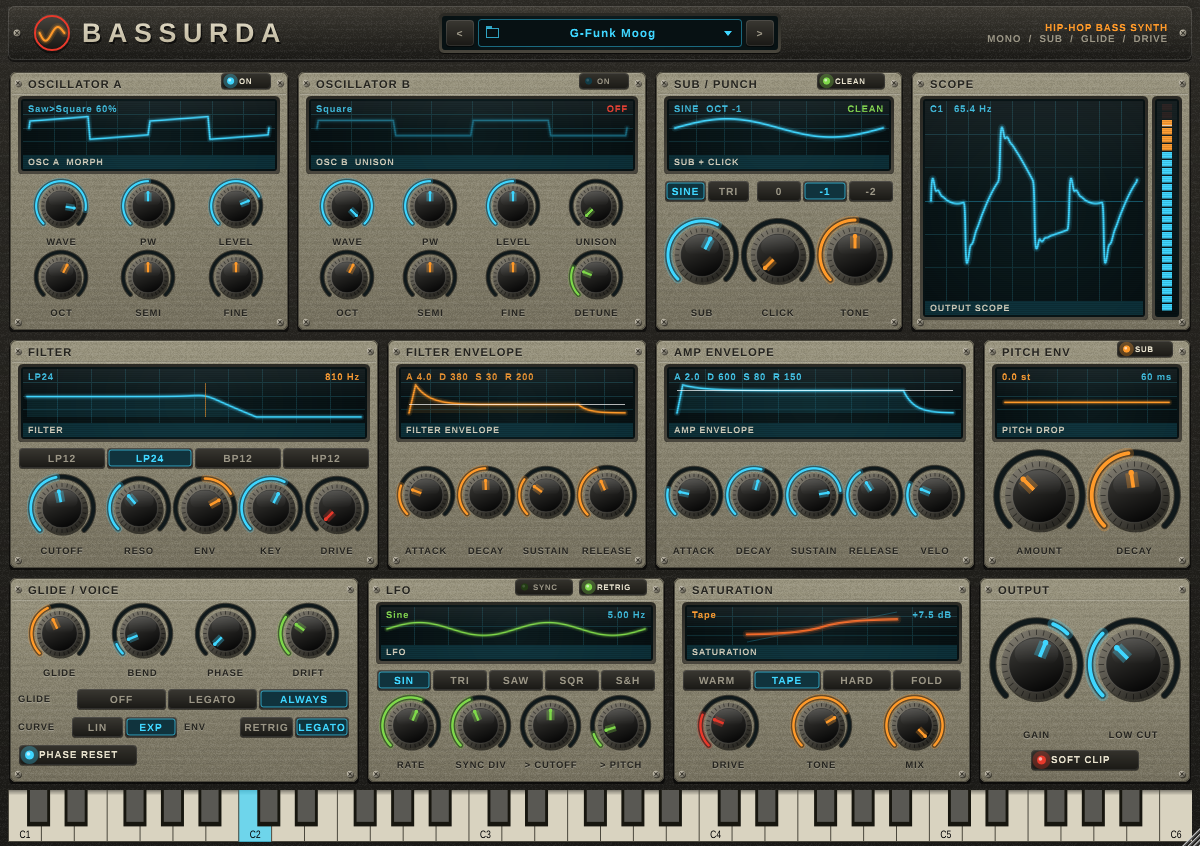 BASSURDA
< G-Funk Moog >
HIP-HOP BASS SYNTH
MONO / SUB / GLIDE / DRIVE
OSCILLATOR A ON
Saw>Square 60%
OSC A MORPH
WAVE PW LEVEL
OCT SEMI FINE
OSCILLATOR B ON
Square OFF
OSC B UNISON
WAVE PW LEVEL UNISON
OCT SEMI FINE DETUNE
SUB / PUNCH CLEAN
SINE OCT -1 CLEAN
SUB + CLICK
SINE TRI 0 -1 -2
SUB CLICK TONE
SCOPE
C1 65.4 Hz
OUTPUT SCOPE
FILTER
LP24 810 Hz
FILTER
LP12 LP24 BP12 HP12
CUTOFF RESO ENV KEY DRIVE
FILTER ENVELOPE
A 4.0 D 380 S 30 R 200
FILTER ENVELOPE
ATTACK DECAY SUSTAIN RELEASE
AMP ENVELOPE
A 2.0 D 600 S 80 R 150
AMP ENVELOPE
ATTACK DECAY SUSTAIN RELEASE VELO
PITCH ENV SUB
0.0 st 60 ms
PITCH DROP
AMOUNT DECAY
GLIDE / VOICE
GLIDE BEND PHASE DRIFT
GLIDE OFF LEGATO ALWAYS
CURVE LIN EXP ENV RETRIG LEGATO
PHASE RESET
LFO SYNC RETRIG
Sine 5.00 Hz
LFO
SIN TRI SAW SQR S&H
RATE SYNC DIV > CUTOFF > PITCH
SATURATION
Tape +7.5 dB
SATURATION
WARM TAPE HARD FOLD
DRIVE TONE MIX
OUTPUT
GAIN LOW CUT
SOFT CLIP
C1 C2 C3 C4 C5 C6